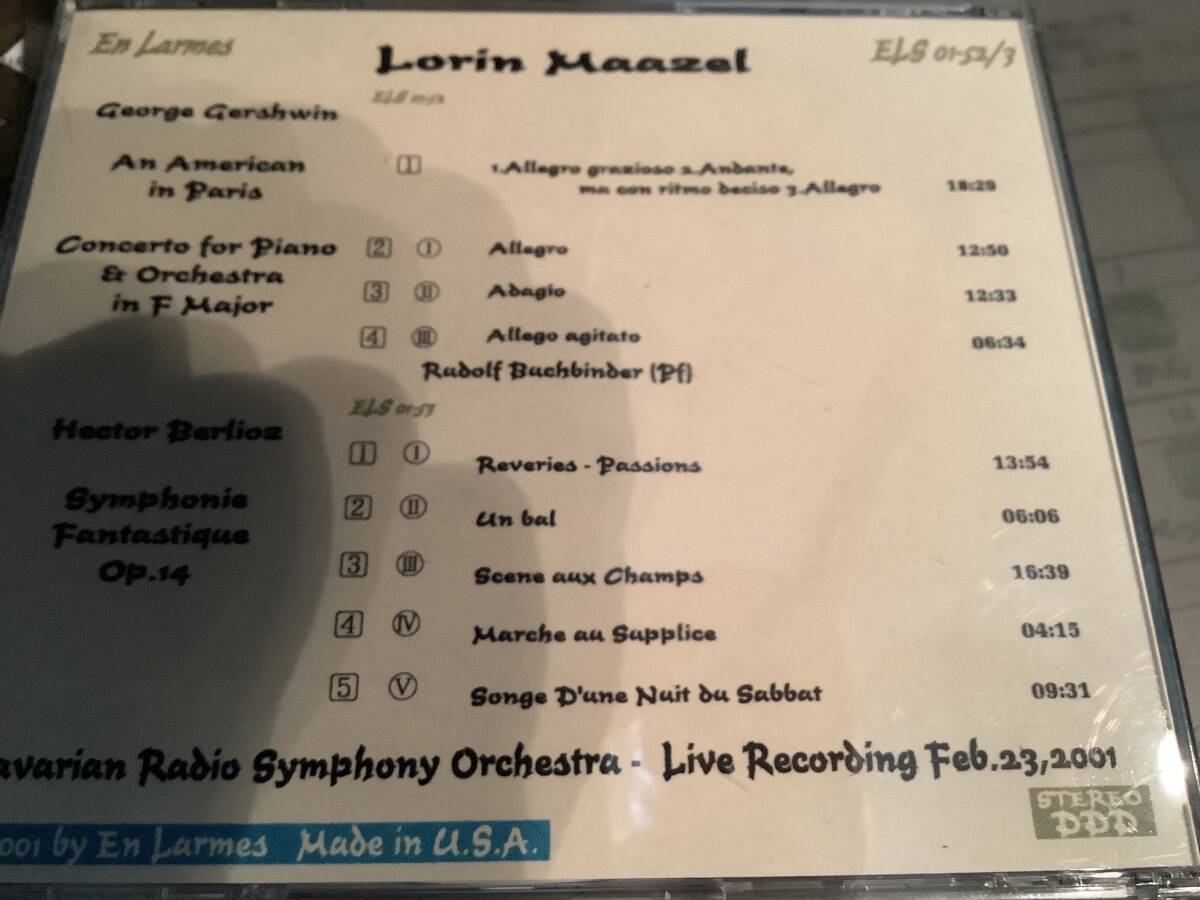 En Larmes Lorin Maazel ELS 01-52/3
ELS 01-52
George Gershwin
An American 1 1.Allegro grazioso 2.Andante,
in Paris ma con ritmo deciso 3.Allegro 18:29
Concerto for Piano 2 Ⅰ Allegro 12:50
& Orchestra 3 Ⅱ Adagio 12:33
in F Major
4 Ⅲ Allego agitato 06:34
Rudolf Buchbinder (Pf)
ELS 01-53
Hector Berlioz
1 Ⅰ Reveries - Passions 13:54
Symphonie 2 Ⅱ Un bal 06:06
Fantastique
Op.14 3 Ⅲ Scene aux Champs 16:39
4 Ⅳ Marche au Supplice 04:15
5 Ⅴ Songe D'une Nuit du Sabbat 09:31
avarian Radio Symphony Orchestra - Live Recording Feb.23,2001
STEREO
DDD
001 by En Larmes Made in U.S.A.